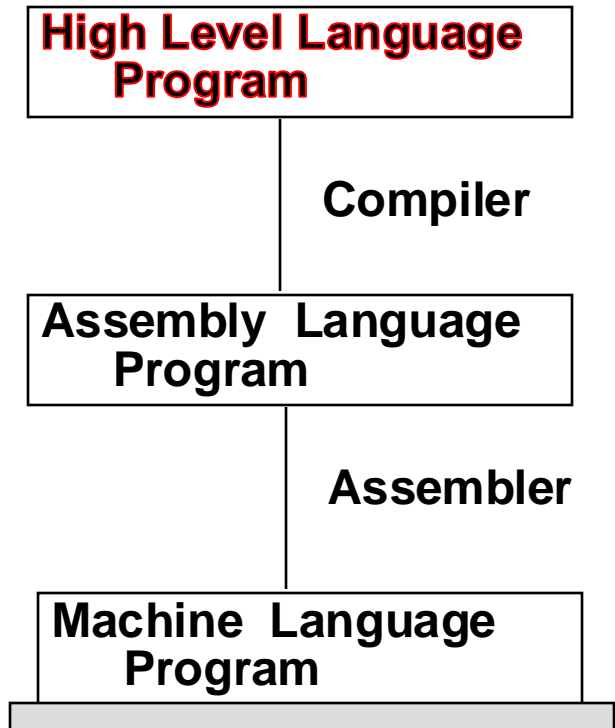 High Level Language
Program
Compiler
Assembly Language
Program
Assembler
Machine Language
Program